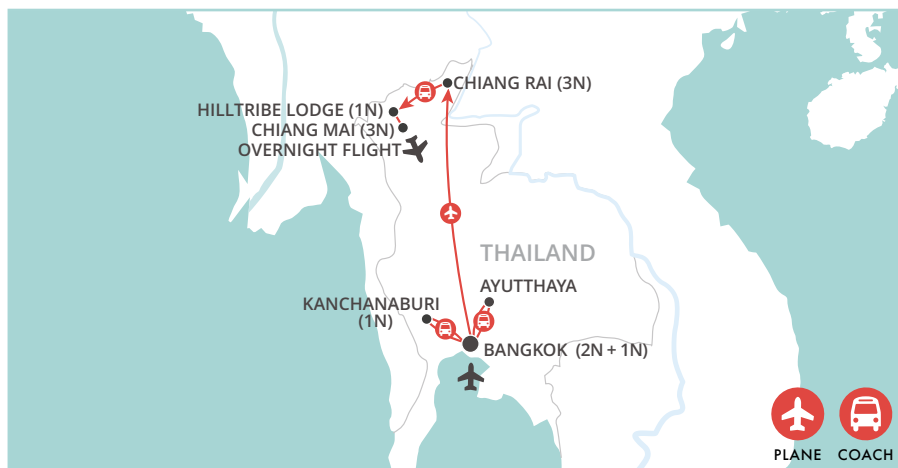 CHIANG RAI (3N)
HILLTRIBE LODGE (1N)
CHIANG MAI (3N)
OVERNIGHT FLIGHT
THAILAND
AYUTTHAYA
KANCHANABURI
(1N)
BANGKOK (2N + 1N)
PLANE COACH